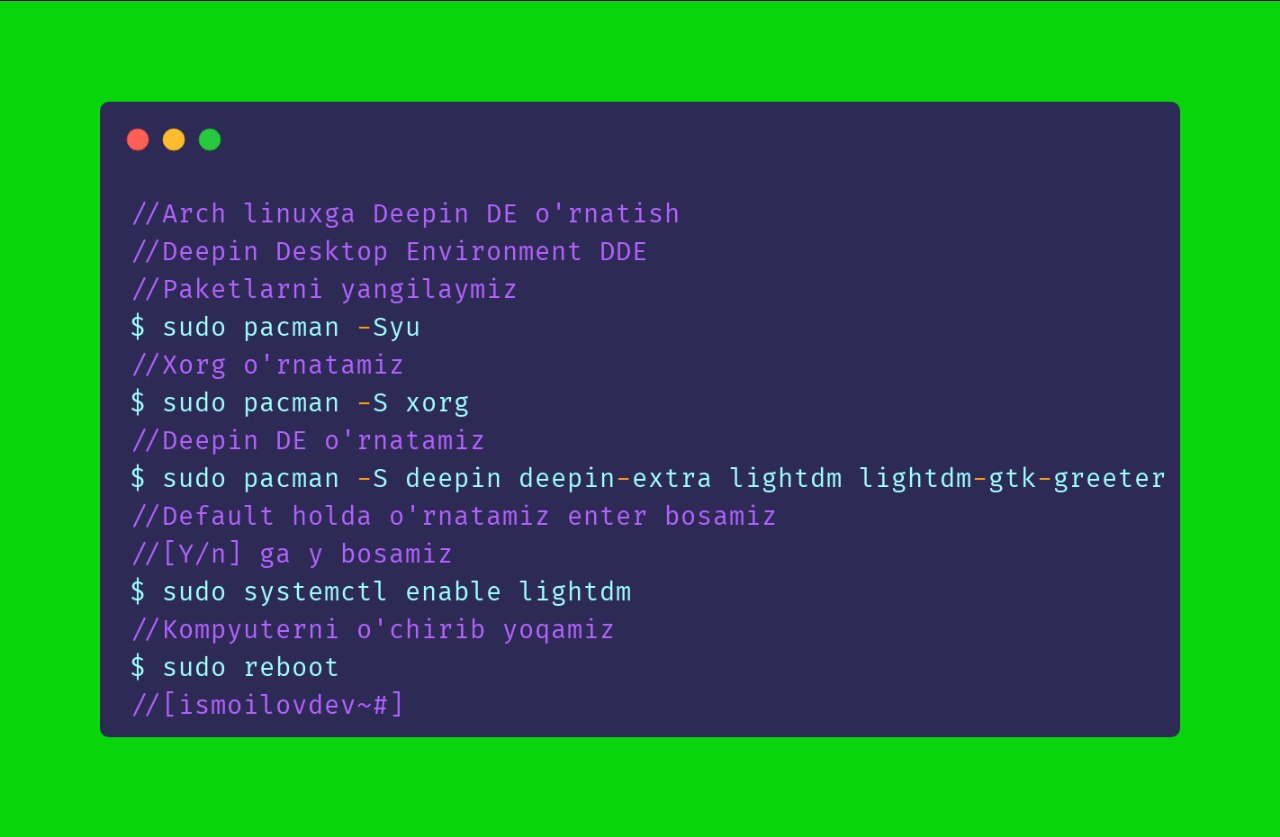 //Arch linuxga Deepin DE o'rnatish
//Deepin Desktop Environment DDE
//Paketlarni yangilaymiz
$ sudo pacman -Syu
//Xorg o'rnatamiz
$ sudo pacman -S xorg
//Deepin DE o'rnatamiz
$ sudo pacman -S deepin deepin-extra lightdm lightdm-gtk-greeter
//Default holda o'rnatamiz enter bosamiz
//[Y/n] ga y bosamiz
$ sudo systemctl enable lightdm
//Kompyuterni o'chirib yoqamiz
$ sudo reboot
//[ismoilovdev~#]